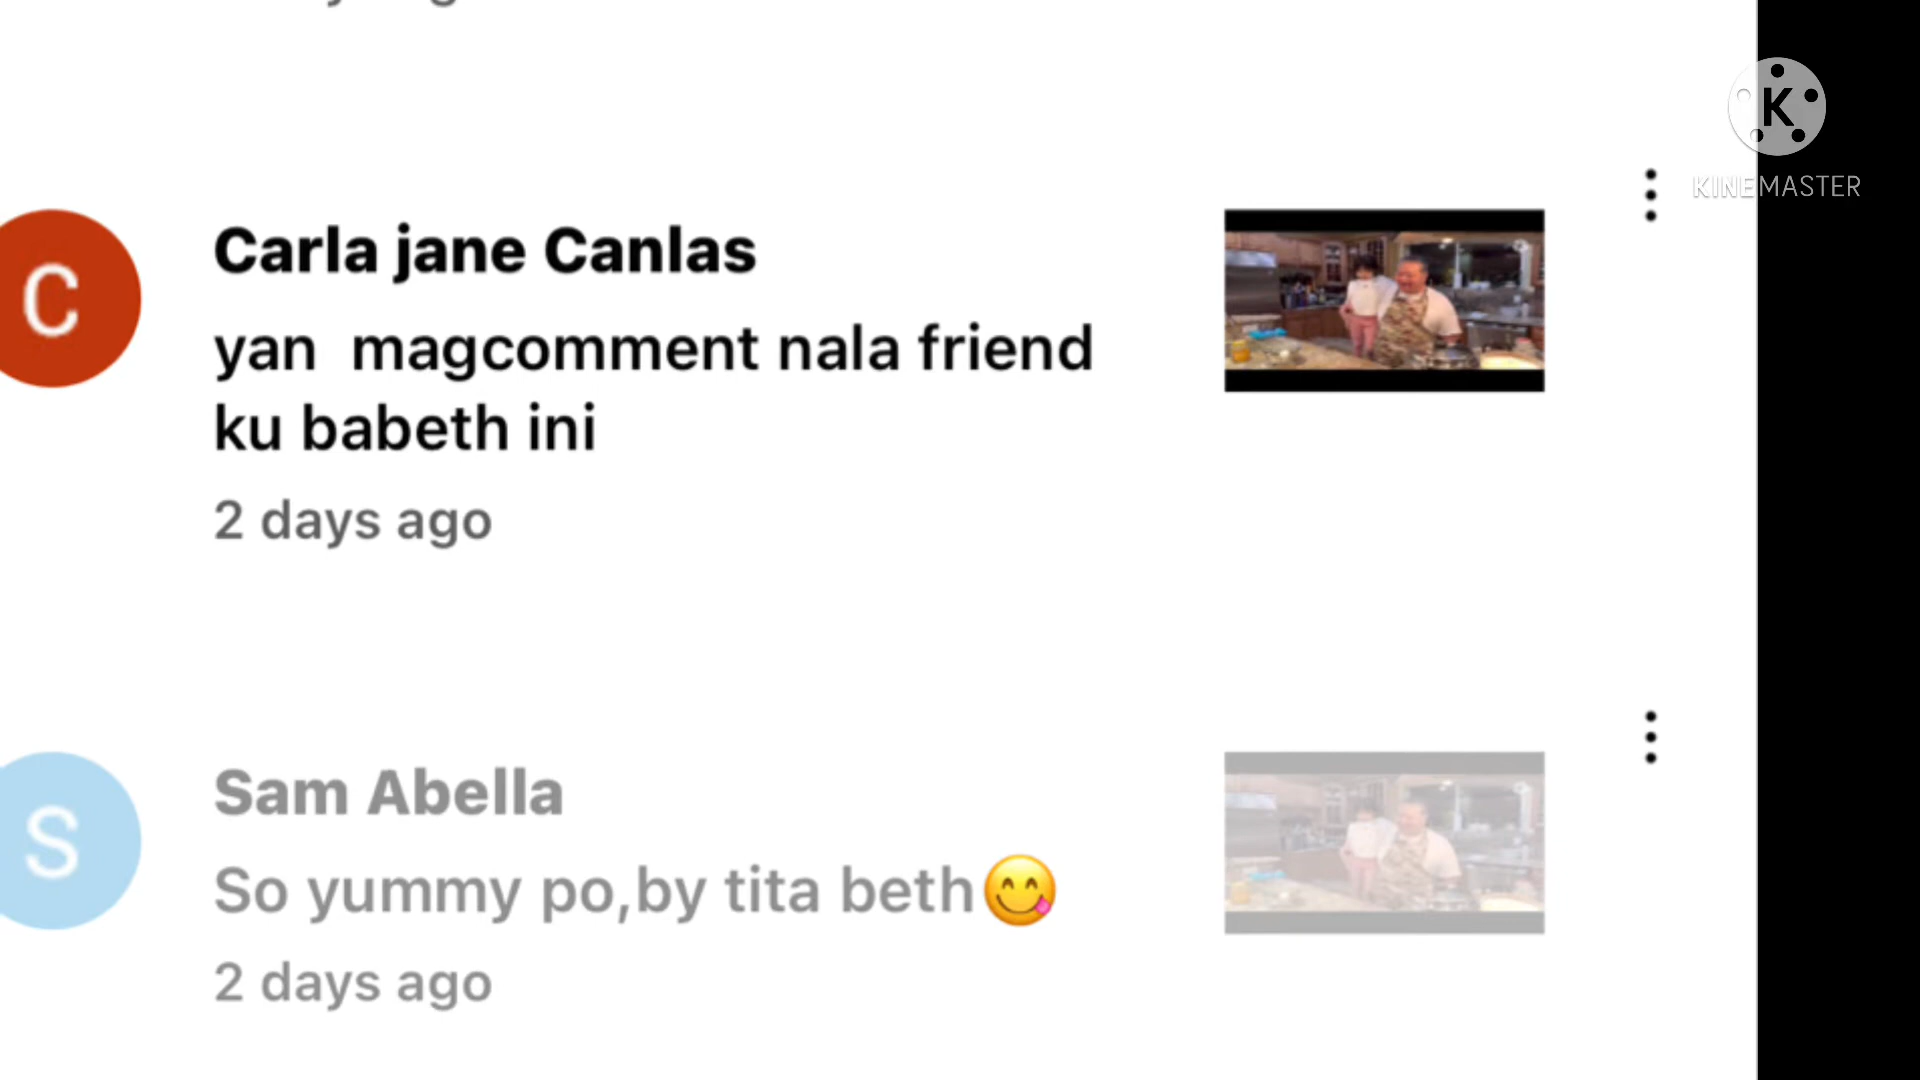 K
KINEMASTER
C
Carla jane Canlas
yan magcomment nala friend
ku babeth ini
2 days ago
S
Sam Abella
So yummy po,by tita beth😋
2 days ago